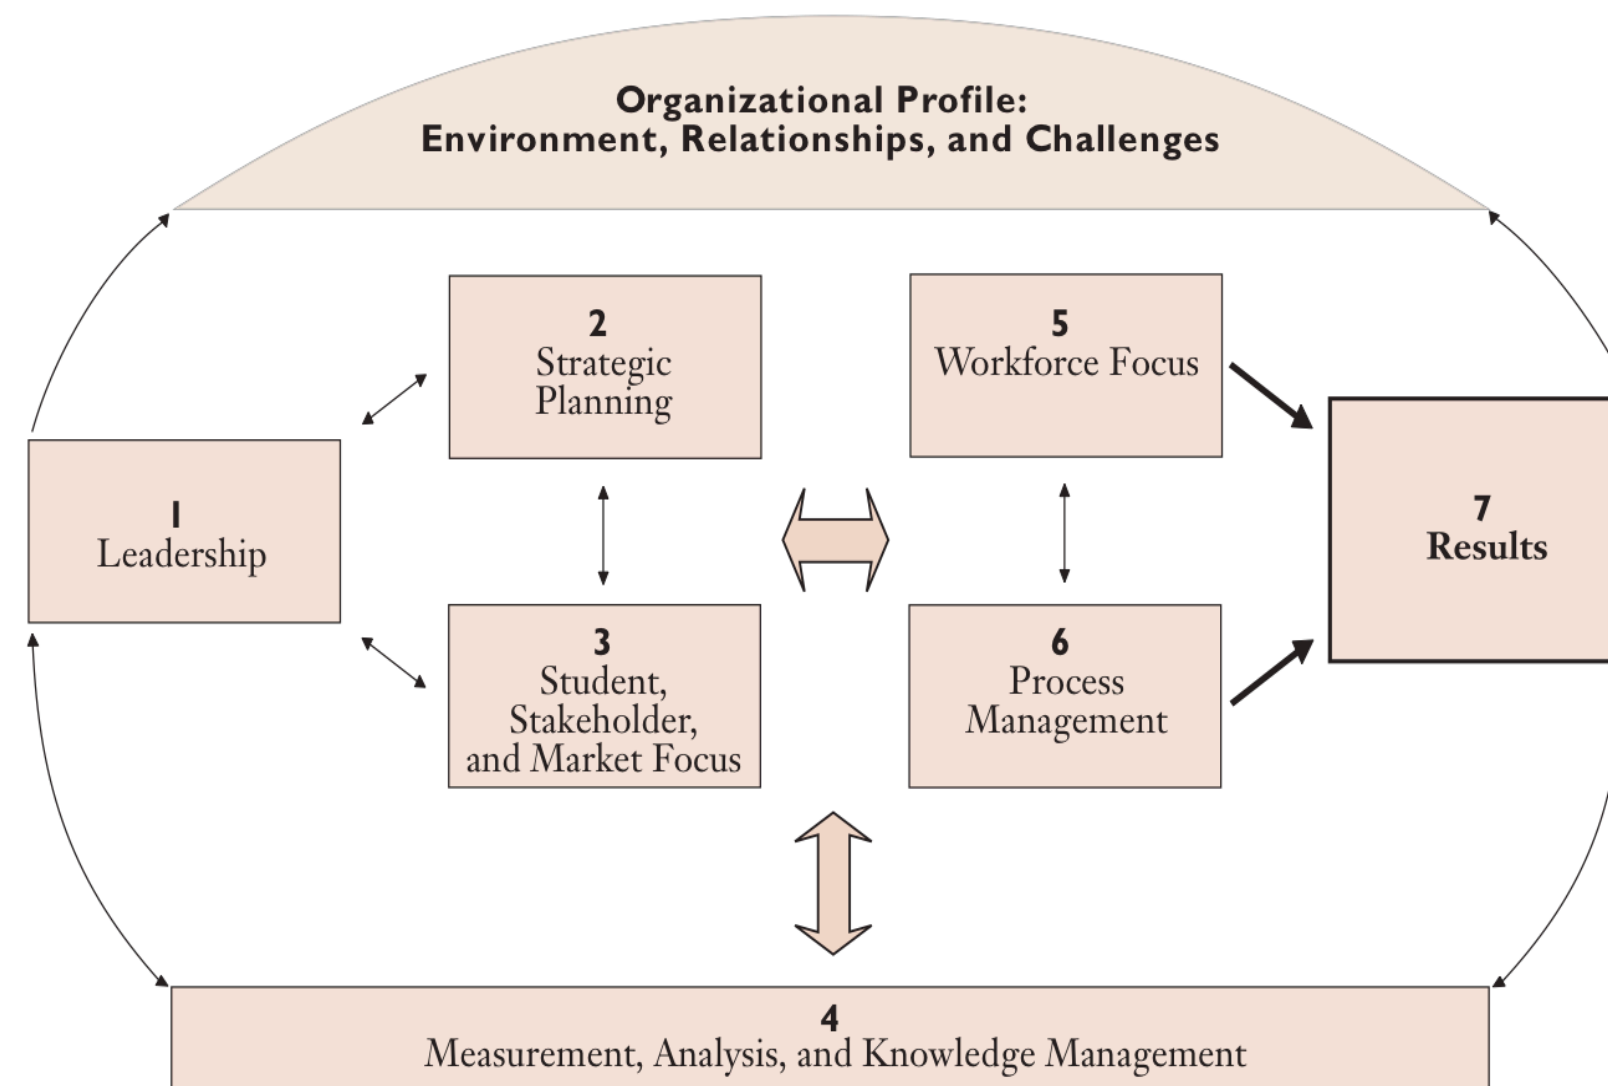 Organizational Profile:
Environment, Relationships, and Challenges
2
Strategic
Planning
5
Workforce Focus
1
Leadership
7
Results
3
Student,
Stakeholder,
and Market Focus
6
Process
Management
4
Measurement, Analysis, and Knowledge Management